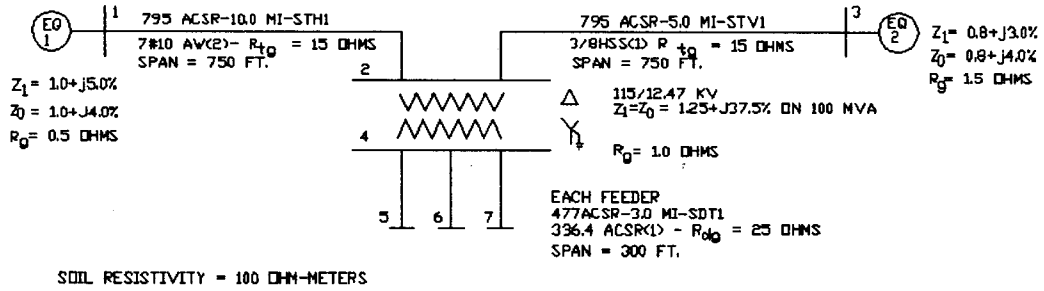 EQ 1
1
795 ACSR-10.0 MI-STH1
7#10 AW(2)- Rtg = 15 OHMS
SPAN = 750 FT.
795 ACSR-5.0 MI-STV1
3/8HSS(1) R tg = 15 OHMS
SPAN = 750 FT.
3
EQ 2
Z1= 0.8+J3.0%
Z0= 0.8+J4.0%
Rg= 1.5 OHMS
Z1= 1.0+J5.0%
Z0= 1.0+J4.0%
Rg= 0.5 OHMS
2
4
Δ
115/12.47 KV
Z1=Z0 = 1.25+J37.5% ON 100 MVA
Rg= 1.0 OHMS
5
6
7
EACH FEEDER
477ACSR-3.0 MI-SDT1
336.4 ACSR(1) - Rdg = 25 OHMS
SPAN = 300 FT.
SOIL RESISTIVITY = 100 OHM-METERS